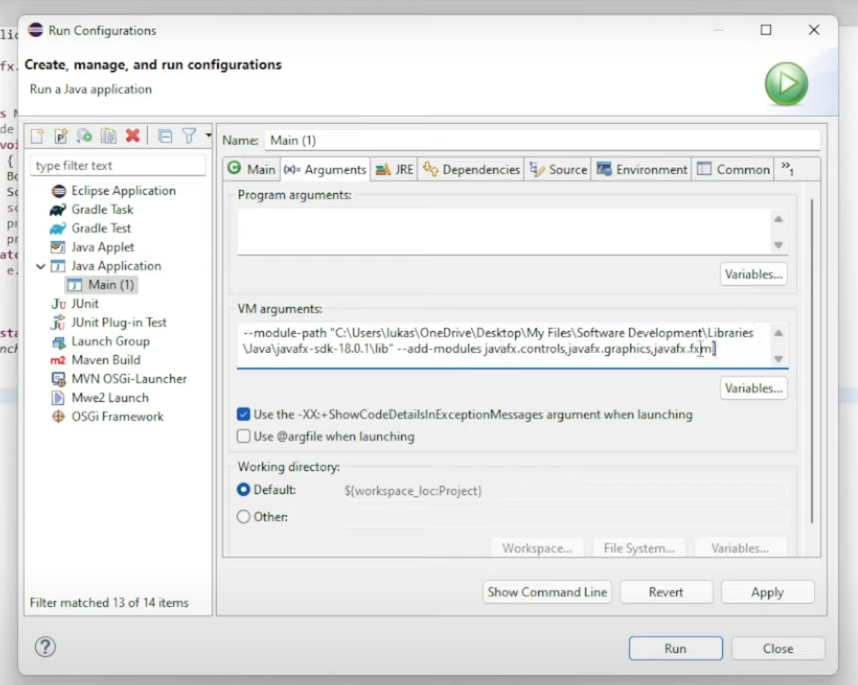 Run Configurations
Create, manage, and run configurations
Run a Java application
type filter text
Eclipse Application
Gradle Task
Gradle Test
Java Applet
Java Application
Main (1)
JUnit
JUnit Plug-in Test
Launch Group
Maven Build
MVN OSGi-Launcher
Mwe2 Launch
OSGi Framework
Filter matched 13 of 14 items
Name: Main (1)
Main (x)= Arguments JRE Dependencies Source Environment Common »1
Program arguments:
Variables...
VM arguments:
--module-path "C:\Users\lukas\OneDrive\Desktop\My Files\Software Development\Libraries
\Java\javafx-sdk-18.0.1\lib" --add-modules javafx.controls,javafx.graphics,javafx.fxml
Variables...
Use the -XX:+ShowCodeDetailsInExceptionMessages argument when launching
Use @argfile when launching
Working directory:
Default: ${workspace_loc:Project}
Other:
Workspace... File System... Variables...
Show Command Line Revert Apply
Run Close